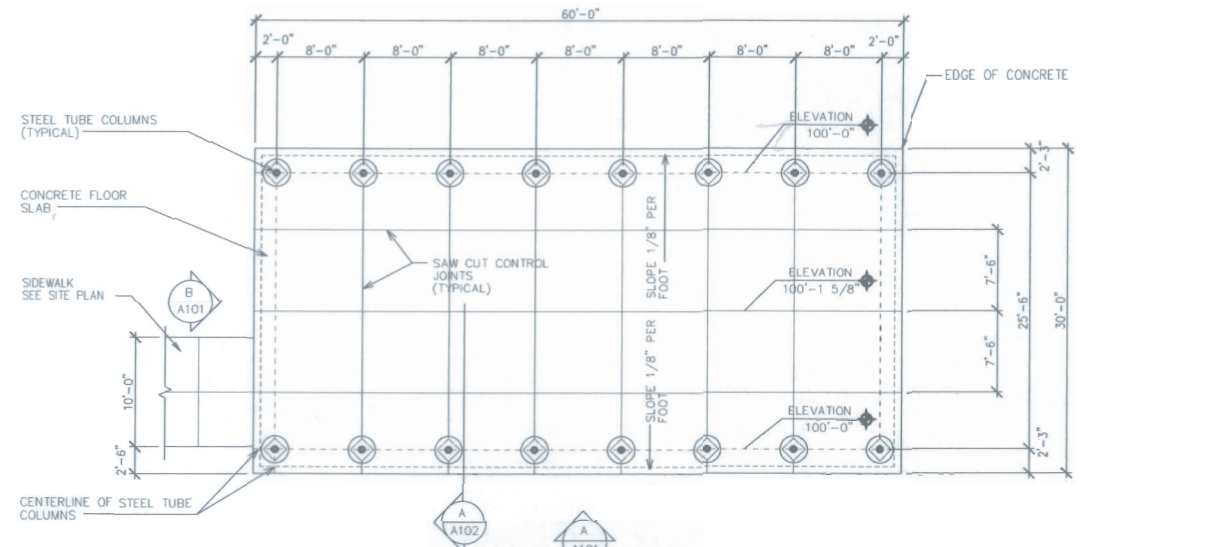 60'-0"
2'-0"
8'-0"
8'-0"
8'-0"
8'-0"
8'-0"
8'-0"
8'-0"
2'-0"
EDGE OF CONCRETE
STEEL TUBE COLUMNS
(TYPICAL)
ELEVATION
100'-0"
2'-3"
CONCRETE FLOOR
SLAB
SLOPE 1/8" PER
FOOT
SAW CUT CONTROL
JOINTS
(TYPICAL)
SIDEWALK
SEE SITE PLAN
B
A101
ELEVATION
100'-1 5/8"
7'-6"
25'-6"
30'-0"
7'-6"
SLOPE 1/8" PER
FOOT
10'-0"
ELEVATION
100'-0"
2'-6"
2'-3"
CENTERLINE OF STEEL TUBE
COLUMNS
A
A102
A